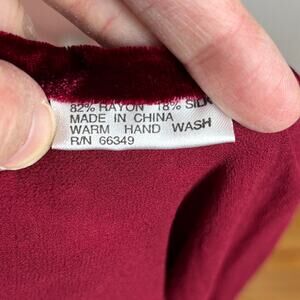 82% RAYON 18% SILK
MADE IN CHINA
WARM HAND WASH
R/N 66349